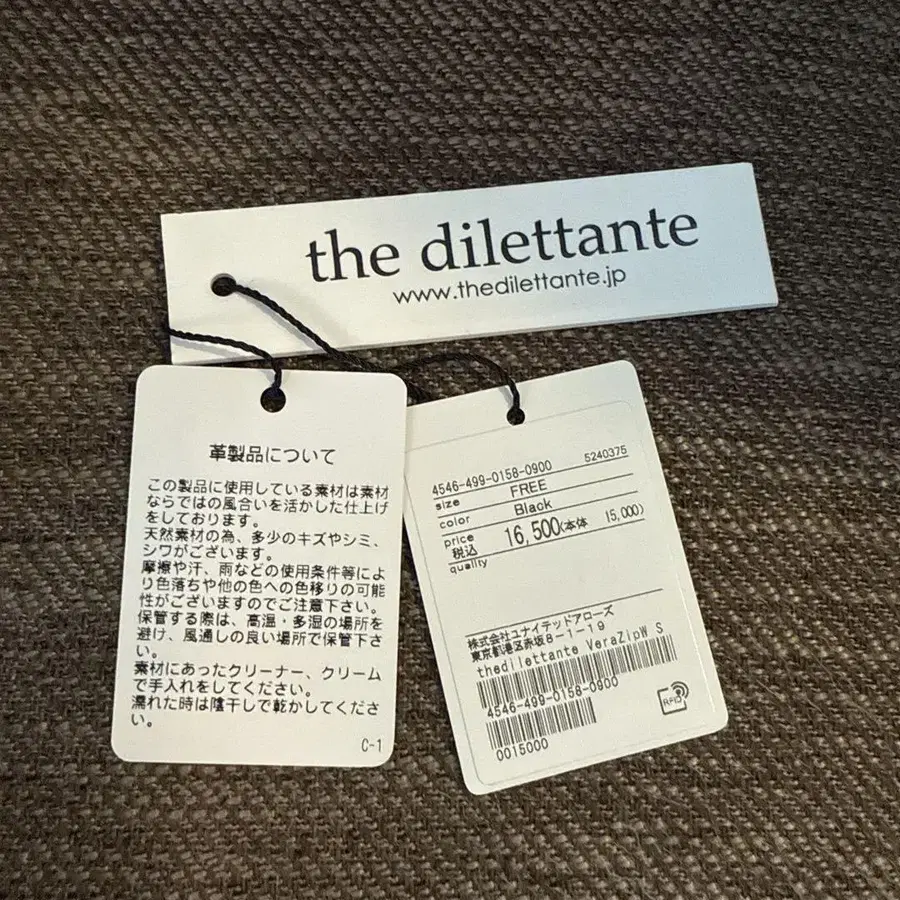 the dilettante
www.thedilettante.jp
革製品について
この製品に使用している素材は素材
ならではの風合いを活かした仕上げ
をしております。
天然素材の為、多少のキズやシミ、
シワがございます。
摩擦や汗、雨などの使用条件等によ
り色落ちや他の色への色移りの可能
性がございますのでご注意下さい。
保管する際は、高温・多湿の場所を
避け、風通しの良い場所で保管下さ
い。
素材にあったクリーナー、クリーム
で手入れをしてください。
濡れた時は陰干しで乾かしてくださ
い。
C-1
4546-499-0158-0900 5240375
size FREE
color Black
price 税込 16,500(本体 15,000)
quality
株式会社ユナイテッドアローズ
東京都港区赤坂8-1-19
thedilettante VeraZipW S
4546-499-0158-0900
0015000
RFID